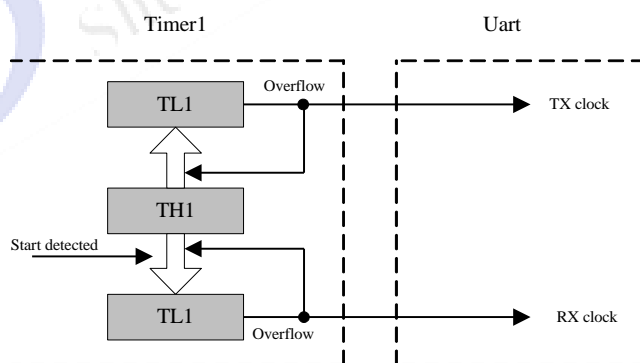 Timer1
Uart
Overflow
TL1
TX clock
TH1
Start detected
TL1
RX clock
Overflow